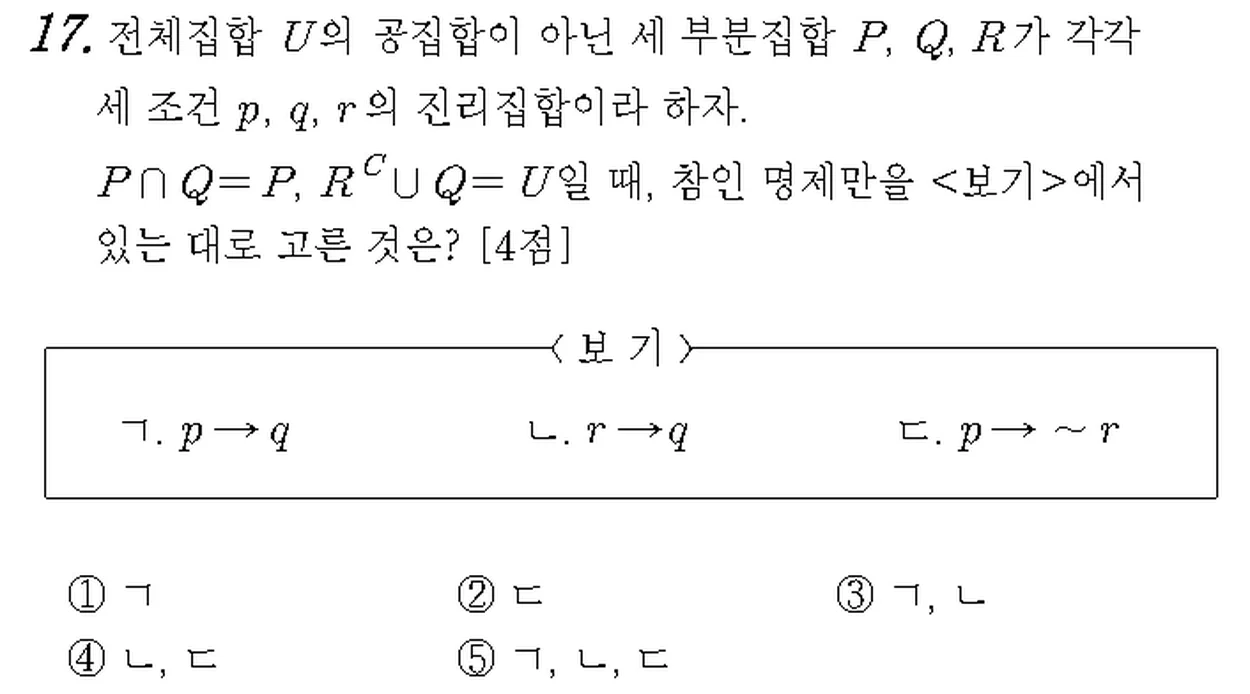 17. 전체집합 U의 공집합이 아닌 세 부분집합 P, Q, R가 각각
세 조건 p, q, r의 진리집합이라 하자.
P∩Q=P, R^C∪Q=U일 때, 참인 명제만을 <보기>에서
있는 대로 고른 것은? [4점]
〈보 기〉
ㄱ. p→q ㄴ. r→q ㄷ. p→ ~r
① ㄱ ② ㄷ ③ ㄱ, ㄴ
④ ㄴ, ㄷ ⑤ ㄱ, ㄴ, ㄷ